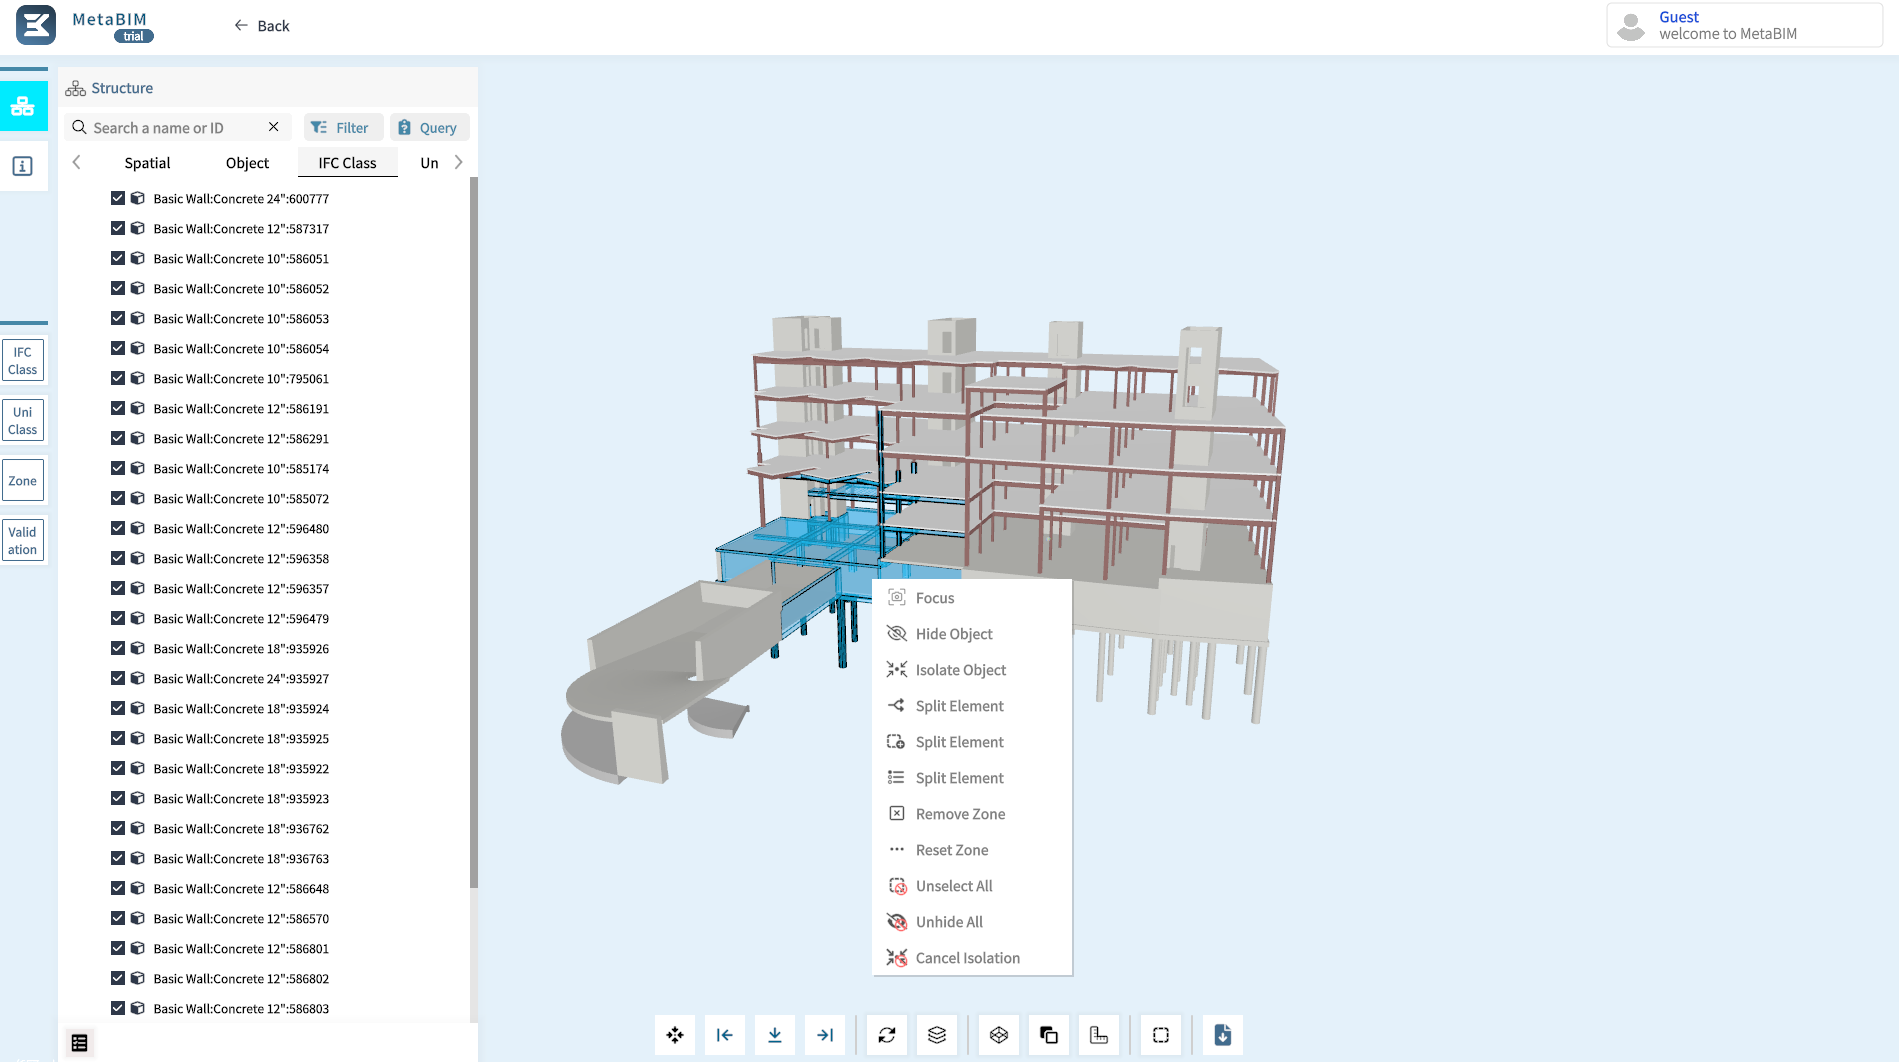 MetaBIM
trial
Back
Guest
welcome to MetaBIM
Structure
Search a name or ID
Filter
Query
Spatial
Object
IFC Class
Un
Basic Wall:Concrete 24":600777
Basic Wall:Concrete 12":587317
Basic Wall:Concrete 10":586051
Basic Wall:Concrete 10":586052
Basic Wall:Concrete 10":586053
Basic Wall:Concrete 10":586054
Basic Wall:Concrete 10":795061
Basic Wall:Concrete 12":586191
Basic Wall:Concrete 12":586291
Basic Wall:Concrete 10":585174
Basic Wall:Concrete 10":585072
Basic Wall:Concrete 12":596480
Basic Wall:Concrete 12":596358
Basic Wall:Concrete 12":596357
Basic Wall:Concrete 12":596479
Basic Wall:Concrete 18":935926
Basic Wall:Concrete 24":935927
Basic Wall:Concrete 18":935924
Basic Wall:Concrete 18":935925
Basic Wall:Concrete 18":935922
Basic Wall:Concrete 18":935923
Basic Wall:Concrete 18":936762
Basic Wall:Concrete 18":936763
Basic Wall:Concrete 12":586648
Basic Wall:Concrete 12":586570
Basic Wall:Concrete 12":586801
Basic Wall:Concrete 12":586802
Basic Wall:Concrete 12":586803
IFC
Class
Uni
Class
Zone
Valid
ation
Focus
Hide Object
Isolate Object
Split Element
Split Element
Split Element
Remove Zone
Reset Zone
Unselect All
Unhide All
Cancel Isolation